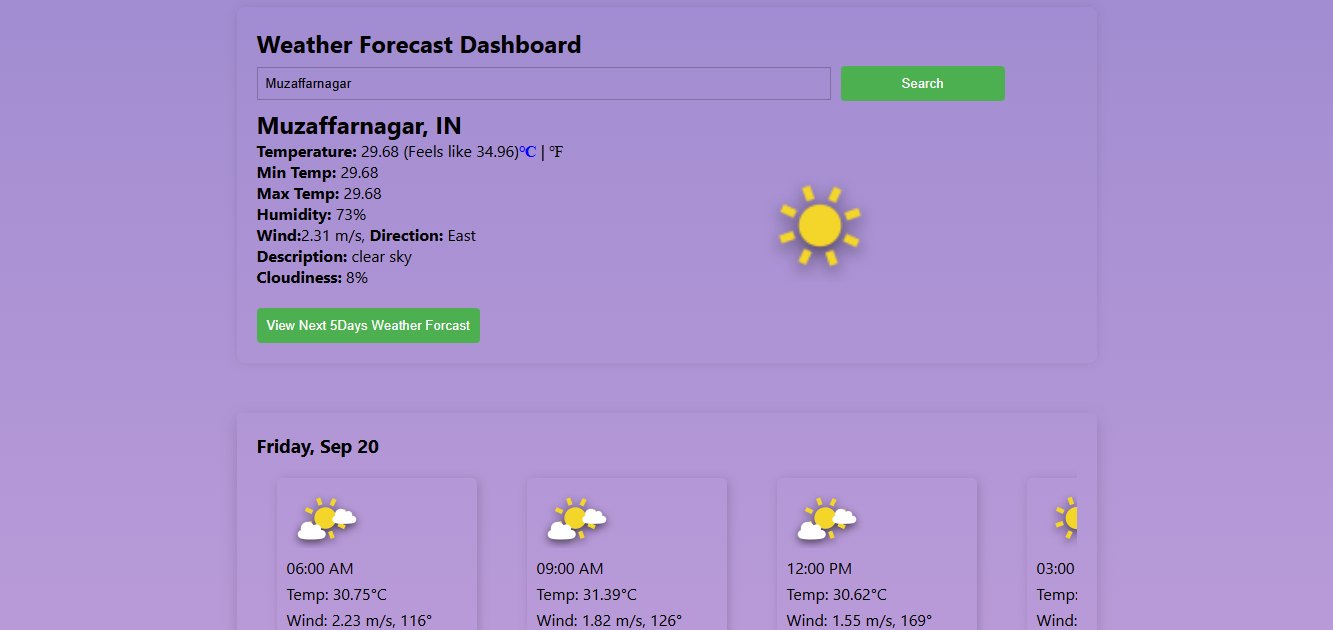 Weather Forecast Dashboard
Muzaffarnagar
Search
Muzaffarnagar, IN
Temperature: 29.68 (Feels like 34.96)°C | °F
Min Temp: 29.68
Max Temp: 29.68
Humidity: 73%
Wind:2.31 m/s, Direction: East
Description: clear sky
Cloudiness: 8%
View Next 5Days Weather Forcast
Friday, Sep 20
06:00 AM
Temp: 30.75°C
Wind: 2.23 m/s, 116°
09:00 AM
Temp: 31.39°C
Wind: 1.82 m/s, 126°
12:00 PM
Temp: 30.62°C
Wind: 1.55 m/s, 169°
03:00
Temp:
Wind: